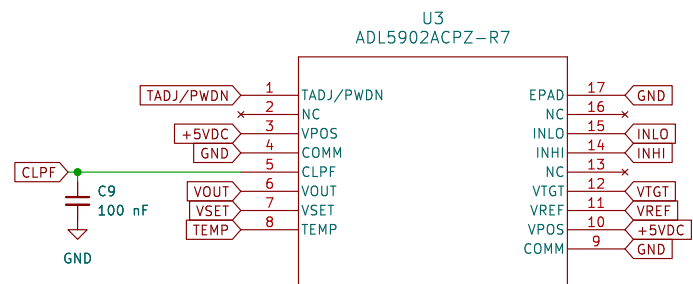 U3
ADL5902ACPZ-R7
TADJ/PWDN 1 TADJ/PWDN EPAD 17 GND
2 NC NC 16
+5VDC 3 VPOS INLO 15 INLO
GND 4 COMM INHI 14 INHI
CLPF 5 CLPF NC 13
VOUT 6 VOUT VTGT 12 VTGT
C9
VSET 7 VSET VREF 11 VREF
100 nF
TEMP 8 TEMP VPOS 10 +5VDC
COMM 9 GND
GND